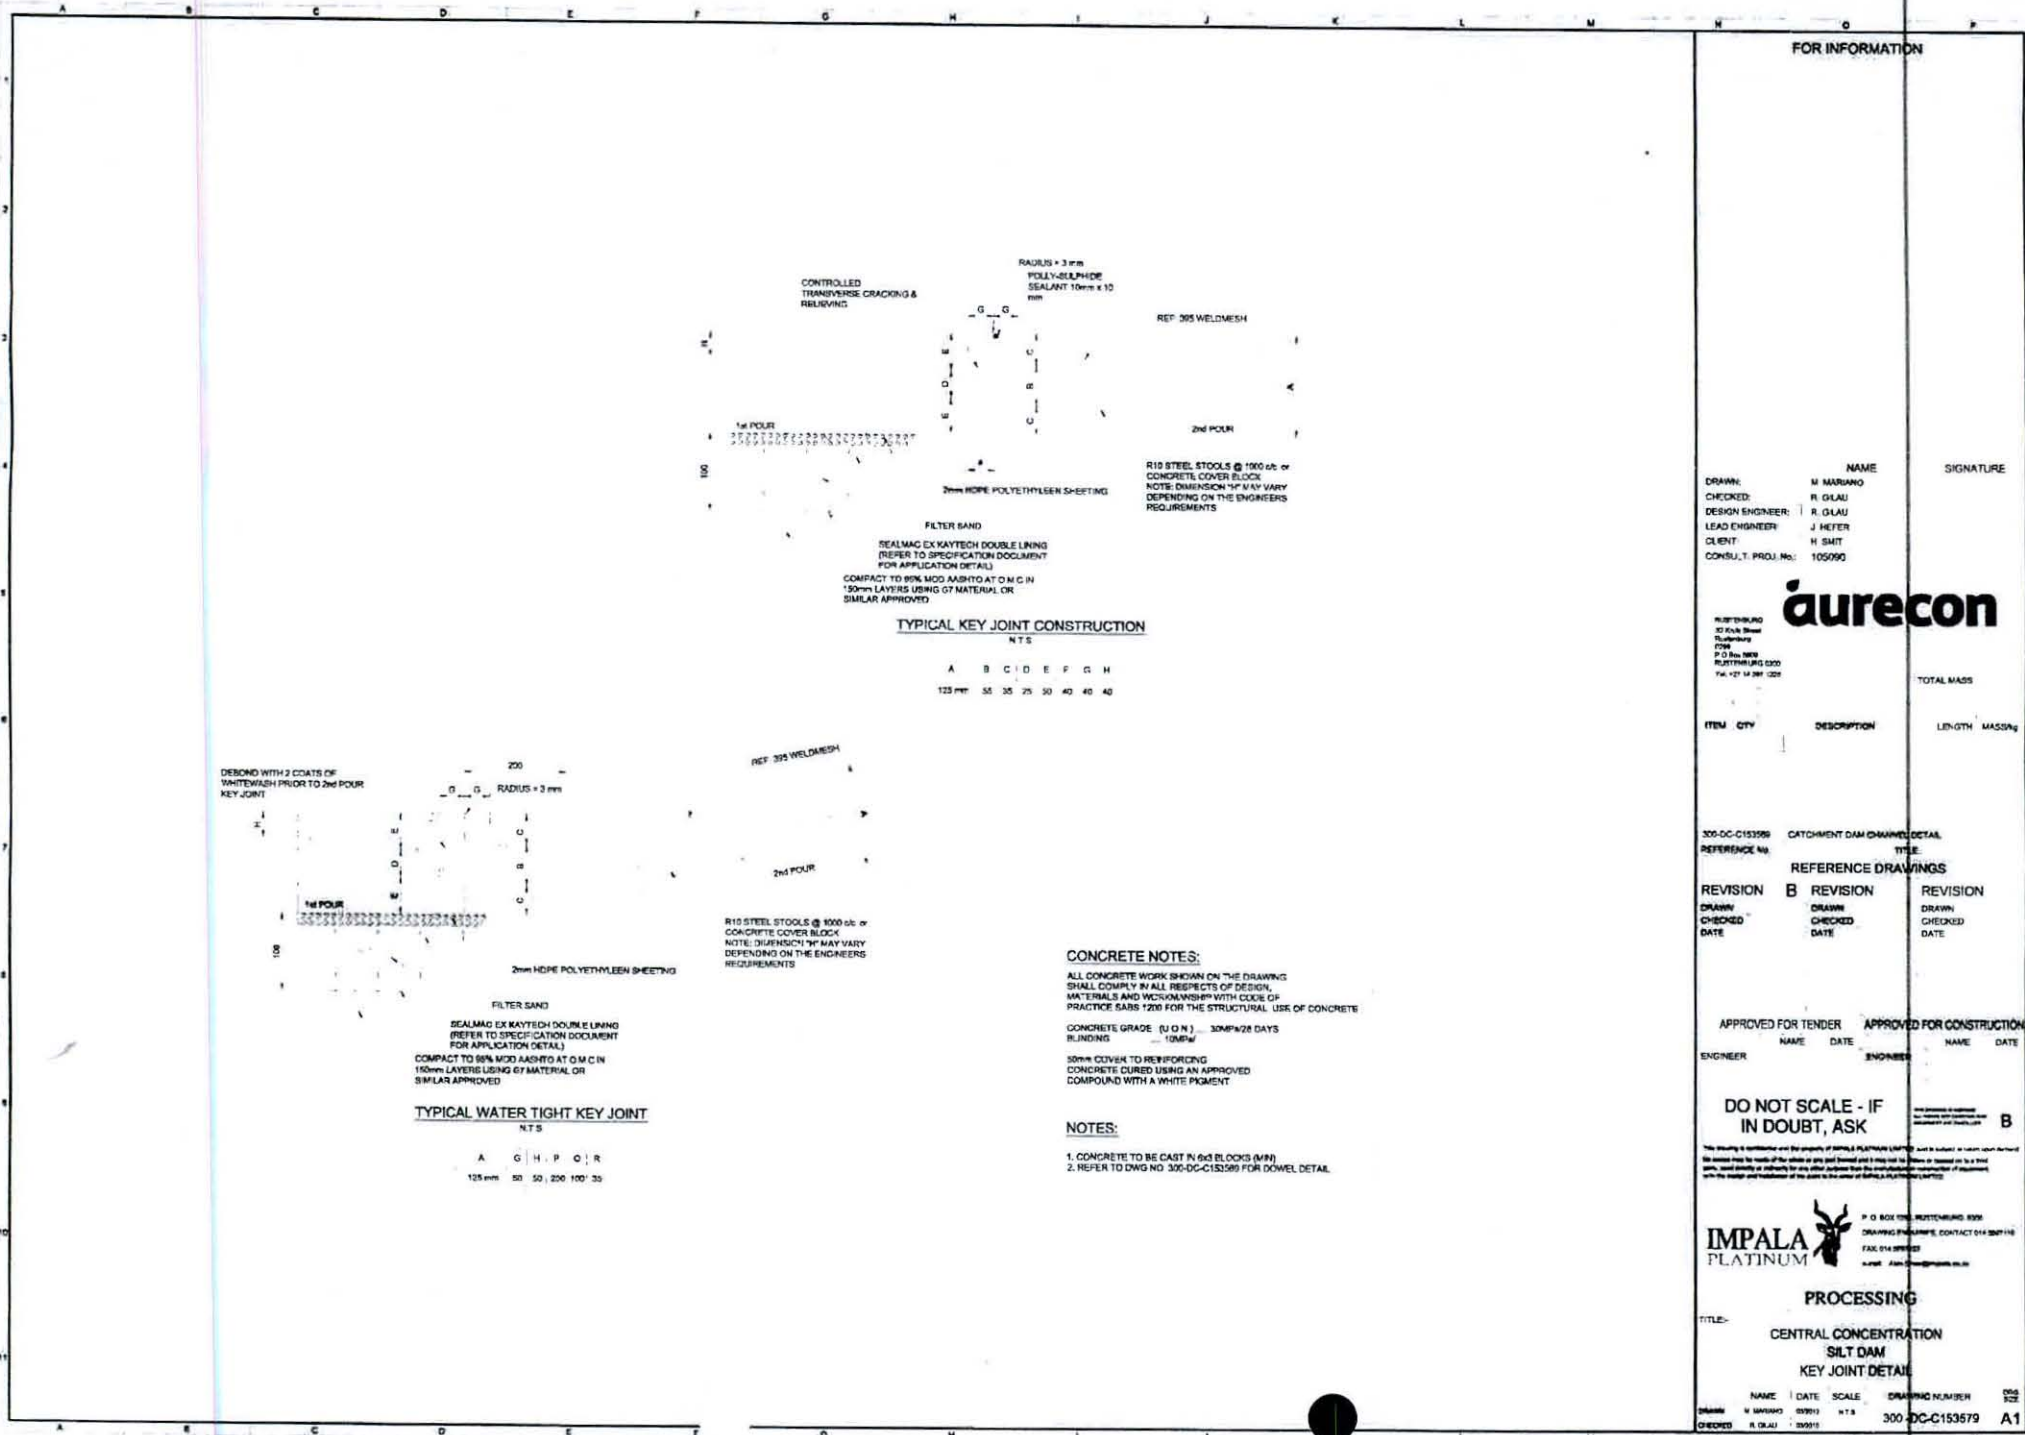 FOR INFORMATION
RADIUS = 3 mm
POLLY-SULPHIDE
SEALANT 10mm x 10
mm
CONTROLLED
TRANSVERSE CRACKING &
RELIEVING
G G
REF 395 WELDMESH
H
E D E
C B C
A
1st POUR
2nd POUR
100
2mm HDPE POLYETHYLEEN SHEETING
R10 STEEL STOOLS @ 1000 c/c or
CONCRETE COVER BLOCK
NOTE: DIMENSION "H" MAY VARY
DEPENDING ON THE ENGINEERS
REQUIREMENTS
FILTER SAND
SEALMAC EX KAYTECH DOUBLE LINING
(REFER TO SPECIFICATION DOCUMENT
FOR APPLICATION DETAIL)
COMPACT TO 95% MOD AASHTO AT O M C IN
150mm LAYERS USING G7 MATERIAL OR
SIMILAR APPROVED
TYPICAL KEY JOINT CONSTRUCTION
N T S
A B C D E F G H
125 mm 55 35 25 50 40 40 40
DEBOND WITH 2 COATS OF
WHITEWASH PRIOR TO 2nd POUR
KEY JOINT
200
G G RADIUS = 3 mm
REF 395 WELDMESH
H
E D E
C B C
A
1st POUR
2nd POUR
100
R10 STEEL STOOLS @ 1000 c/c or
CONCRETE COVER BLOCK
NOTE: DIMENSION "H" MAY VARY
DEPENDING ON THE ENGINEERS
REQUIREMENTS
2mm HDPE POLYETHYLEEN SHEETING
FILTER SAND
SEALMAC EX KAYTECH DOUBLE LINING
(REFER TO SPECIFICATION DOCUMENT
FOR APPLICATION DETAIL)
COMPACT TO 95% MOD AASHTO AT O M C IN
150mm LAYERS USING G7 MATERIAL OR
SIMILAR APPROVED
TYPICAL WATER TIGHT KEY JOINT
N.T S
A G H P Q R
125 mm 50 50 200 100 35
CONCRETE NOTES:
ALL CONCRETE WORK SHOWN ON THE DRAWING
SHALL COMPLY IN ALL RESPECTS OF DESIGN,
MATERIALS AND WORKMANSHIP WITH CODE OF
PRACTICE SABS 1200 FOR THE STRUCTURAL USE OF CONCRETE
CONCRETE GRADE (U O N) 30MPa/28 DAYS
BLINDING 10MPa/
50mm COVER TO REINFORCING
CONCRETE CURED USING AN APPROVED
COMPOUND WITH A WHITE PIGMENT
NOTES:
1. CONCRETE TO BE CAST IN 6x3 BLOCKS (MIN)
2. REFER TO DWG NO 300-DC-C153569 FOR DOWEL DETAIL
NAME SIGNATURE
DRAWN: M MARIANO
CHECKED: R. GILAU
DESIGN ENGINEER: R. GILAU
LEAD ENGINEER J HEFER
CLIENT H SMIT
CONSULT. PROJ. No.: 105090
aurecon
RUSTENBURG
Rustenburg
RUSTENBURG 0300
TOTAL MASS
ITEM QTY DESCRIPTION LENGTH MASS/kg
300-DC-C153569 CATCHMENT DAM CHANNEL DETAIL
REFERENCE No. TITLE
REFERENCE DRAWINGS
REVISION B REVISION REVISION
DRAWN DRAWN DRAWN
CHECKED CHECKED CHECKED
DATE DATE DATE
APPROVED FOR TENDER APPROVED FOR CONSTRUCTION
NAME DATE NAME DATE
ENGINEER ENGINEER
DO NOT SCALE - IF
IN DOUBT, ASK
B
IMPALA
PLATINUM
PROCESSING
TITLE:-
CENTRAL CONCENTRATION
SILT DAM
KEY JOINT DETAIL
NAME DATE SCALE DRAWING NUMBER DRG SIZE
DRAWN M MARIANO N T S
CHECKED R. GILAU
300-DC-C153579 A1